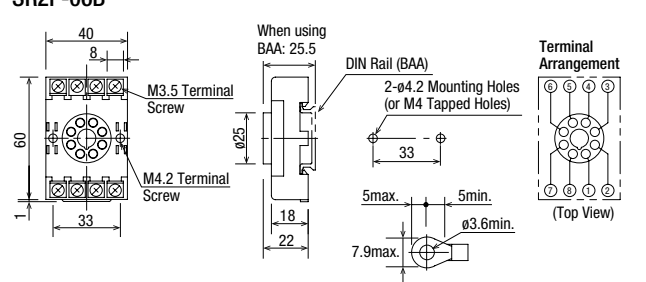 40
8
M3.5 Terminal
Screw
60
M4.2 Terminal
Screw
1
33
When using
BAA: 25.5
DIN Rail (BAA)
ø25
18
22
2-ø4.2 Mounting Holes
(or M4 Tapped Holes)
33
5max.
5min.
ø3.6min.
7.9max.
Terminal
Arrangement
6 5 4 3
7 8 1 2
(Top View)